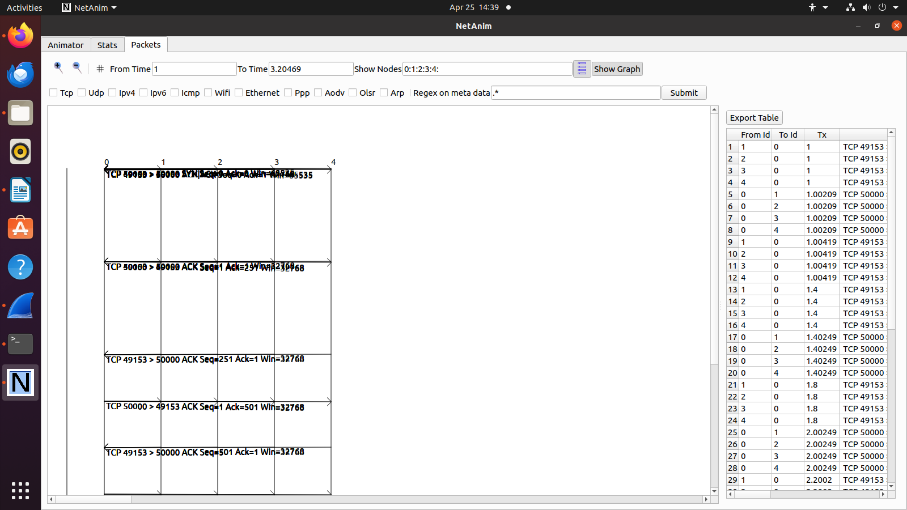 Activities NetAnim Apr 25 14:39
NetAnim
Animator Stats Packets
From Time 1 To Time 3.20469 Show Nodes 0:1:2:3:4: Show Graph
Tcp Udp Ipv4 Ipv6 Icmp Wifi Ethernet Ppp Aodv Olsr Arp Regex on meta data .* Submit
Export Table
From Id To Id Tx
1 1 0 1 TCP 49153 >
2 2 0 1 TCP 49153 >
3 3 0 1 TCP 49153 >
4 4 0 1 TCP 49153 >
5 0 1 1.00209 TCP 50000 >
6 0 2 1.00209 TCP 50000 >
7 0 3 1.00209 TCP 50000 >
8 0 4 1.00209 TCP 50000 >
9 1 0 1.00419 TCP 49153 >
10 2 0 1.00419 TCP 49153 >
11 3 0 1.00419 TCP 49153 >
12 4 0 1.00419 TCP 49153 >
13 1 0 1.4 TCP 49153 >
14 2 0 1.4 TCP 49153 >
15 3 0 1.4 TCP 49153 >
16 4 0 1.4 TCP 49153 >
17 0 1 1.40249 TCP 50000 >
18 0 2 1.40249 TCP 50000 >
19 0 3 1.40249 TCP 50000 >
20 0 4 1.40249 TCP 50000 >
21 1 0 1.8 TCP 49153 >
22 2 0 1.8 TCP 49153 >
23 3 0 1.8 TCP 49153 >
24 4 0 1.8 TCP 49153 >
25 0 1 2.00249 TCP 50000 >
26 0 2 2.00249 TCP 50000 >
27 0 3 2.00249 TCP 50000 >
28 0 4 2.00249 TCP 50000 >
29 1 0 2.2002 TCP 49153 >
0 1 2 3 4
TCP 49153 > 50000
ACK Win=32768
TCP 49153 > 50000 ACK Seq=251 Ack=1 Win=32768
TCP 50000 > 49153 ACK Seq=1 Ack=501 Win=32768
TCP 49153 > 50000 ACK Seq=501 Ack=1 Win=32768